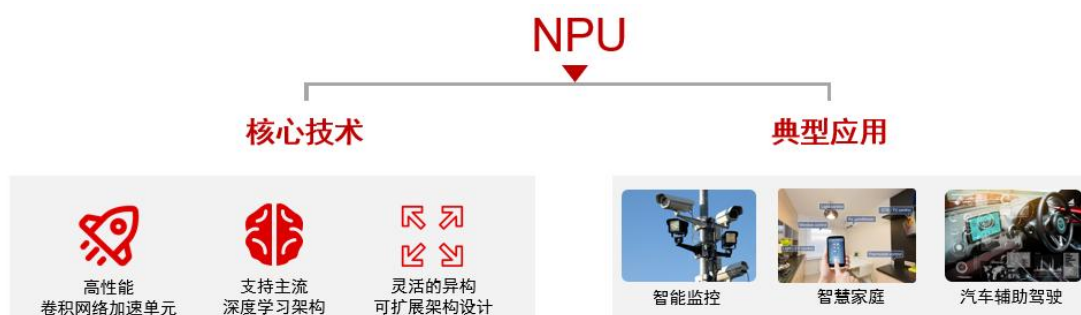 NPU
核心技术
典型应用
高性能
卷积网络加速单元
支持主流
深度学习架构
灵活的异构
可扩展架构设计
智能监控
智慧家庭
汽车辅助驾驶